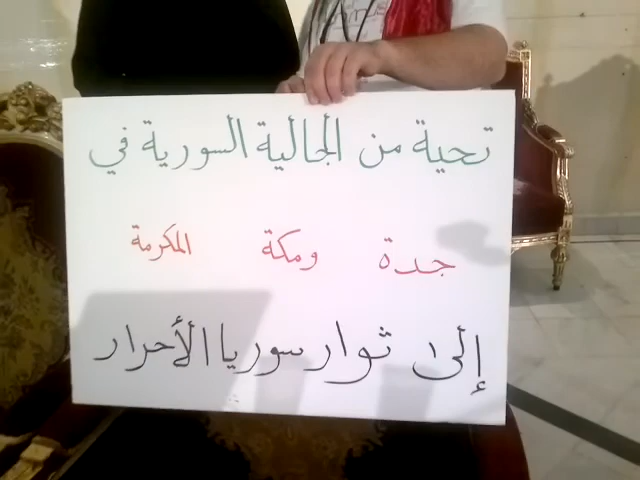 تحية من الجالية السورية في
جدة ومكة المكرمة
إلى ثوار سوريا الأحرار